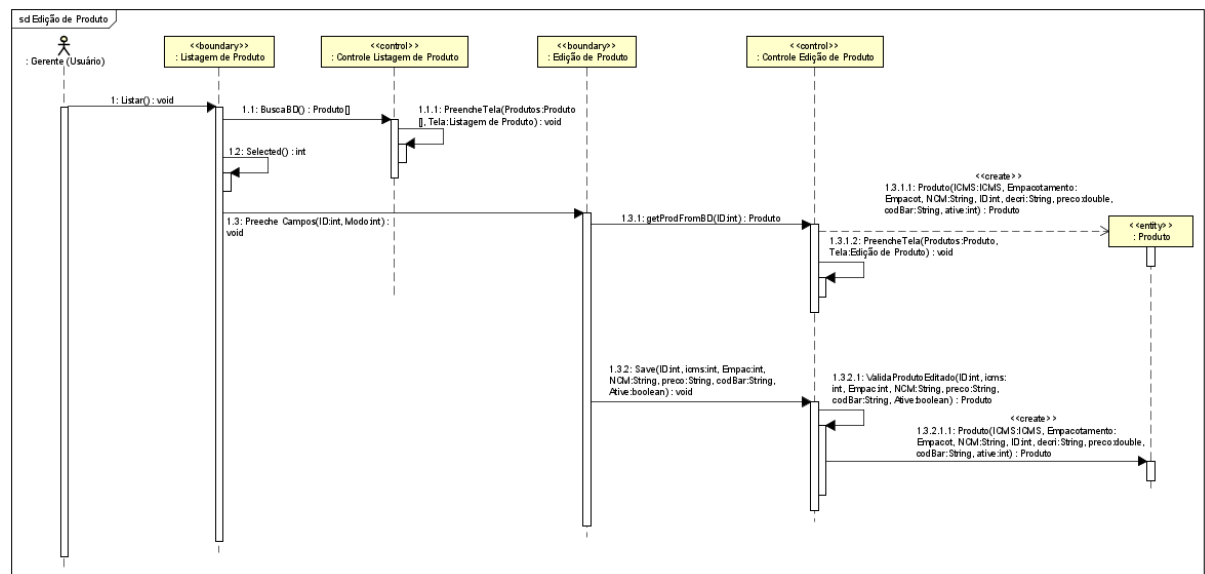 sd Edição de Produto
: Gerente (Usuário)
<<boundary>>
: Listagem de Produto
<<control>>
: Controle Listagem de Produto
<<boundary>>
: Edição de Produto
<<control>>
: Controle Edição de Produto
1: Listar() : void
1.1: BuscaBD() : Produto[]
1.1.1: PreencheTela(Produtos:Produto
[], Tela:Listagem de Produto) : void
1.2: Selected() : int
1.3: Preeche Campos(ID:int, Modo:int) :
void
1.3.1: getProdFromBD(ID:int) : Produto
<<create>>
1.3.1.1: Produto(ICMS:ICMS, Empacotamento:
Empacot, NCM:String, ID:int, decri:String, preco:double,
codBar:String, ative:int) : Produto
<<entity>>
: Produto
1.3.1.2: PreencheTela(Produtos:Produto,
Tela:Edição de Produto) : void
1.3.2: Save(ID:int, icms:int, Empac:int,
NCM:String, preco:String, codBar:String,
Ative:boolean) : void
1.3.2.1: ValidaProdutoEditado(ID:int, icms:
int, Empac:int, NCM:String, preco:String,
codBar:String, Ative:boolean) : Produto
<<create>>
1.3.2.1.1: Produto(ICMS:ICMS, Empacotamento:
Empacot, NCM:String, ID:int, decri:String, preco:double,
codBar:String, ative:int) : Produto